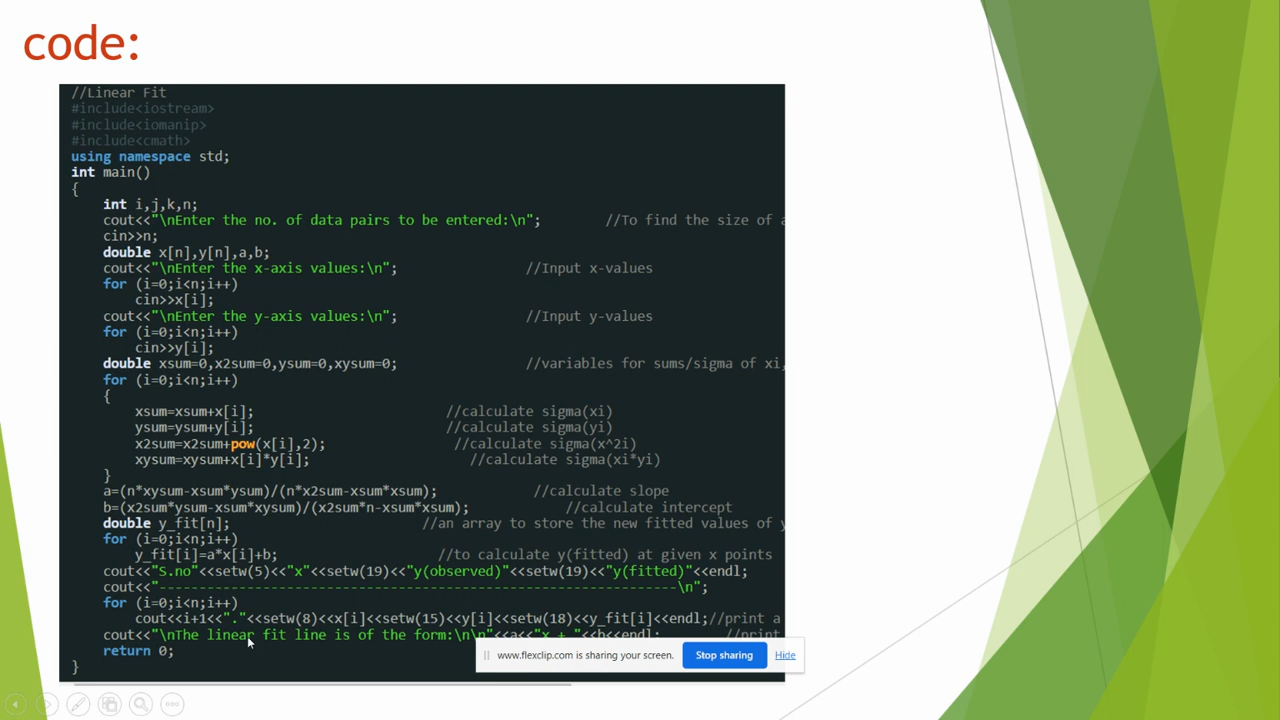 code:
//Linear Fit
#include<iostream>
#include<iomanip>
#include<cmath>
using namespace std;
int main()
{
int i,j,k,n;
cout<<"\nEnter the no. of data pairs to be entered:\n"; //To find the size of a
cin>>n;
double x[n],y[n],a,b;
cout<<"\nEnter the x-axis values:\n"; //Input x-values
for (i=0;i<n;i++)
cin>>x[i];
cout<<"\nEnter the y-axis values:\n"; //Input y-values
for (i=0;i<n;i++)
cin>>y[i];
double xsum=0,x2sum=0,ysum=0,xysum=0; //variables for sums/sigma of xi,
for (i=0;i<n;i++)
{
xsum=xsum+x[i]; //calculate sigma(xi)
ysum=ysum+y[i]; //calculate sigma(yi)
x2sum=x2sum+pow(x[i],2); //calculate sigma(x^2i)
xysum=xysum+x[i]*y[i]; //calculate sigma(xi*yi)
}
a=(n*xysum-xsum*ysum)/(n*x2sum-xsum*xsum); //calculate slope
b=(x2sum*ysum-xsum*xysum)/(x2sum*n-xsum*xsum); //calculate intercept
double y_fit[n]; //an array to store the new fitted values of y
for (i=0;i<n;i++)
y_fit[i]=a*x[i]+b; //to calculate y(fitted) at given x points
cout<<"S.no"<<setw(5)<<"x"<<setw(19)<<"y(observed)"<<setw(19)<<"y(fitted)"<<endl;
cout<<"-----------------------------------------------------------------\n";
for (i=0;i<n;i++)
cout<<i+1<<"."<<setw(8)<<x[i]<<setw(15)<<y[i]<<setw(18)<<y_fit[i]<<endl;//print a
cout<<"\nThe linear fit line is of the form:\n\n"<<a<<"x + "<<b<<endl; //print
return 0;
}
www.flexclip.com is sharing your screen. Stop sharing Hide